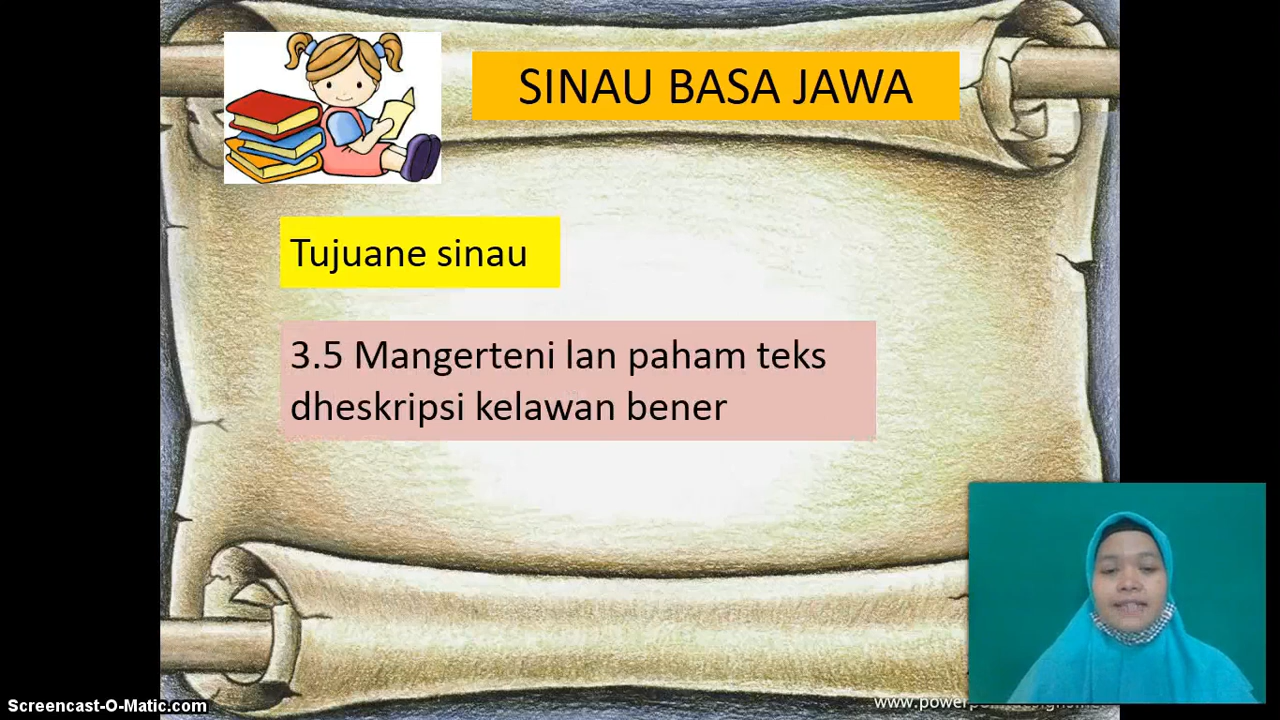 SINAU BASA JAWA
Tujuane sinau
3.5 Mangerteni lan paham teks
dheskripsi kelawan bener
Screencast-O-Matic.com